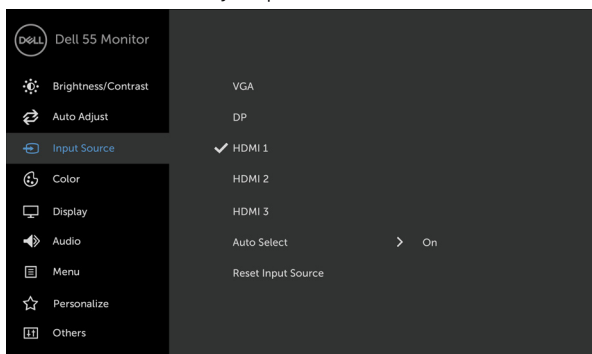 DELL Dell 55 Monitor
Brightness/Contrast
Auto Adjust
Input Source
Color
Display
Audio
Menu
Personalize
Others
VGA
DP
HDMI 1
HDMI 2
HDMI 3
Auto Select On
Reset Input Source